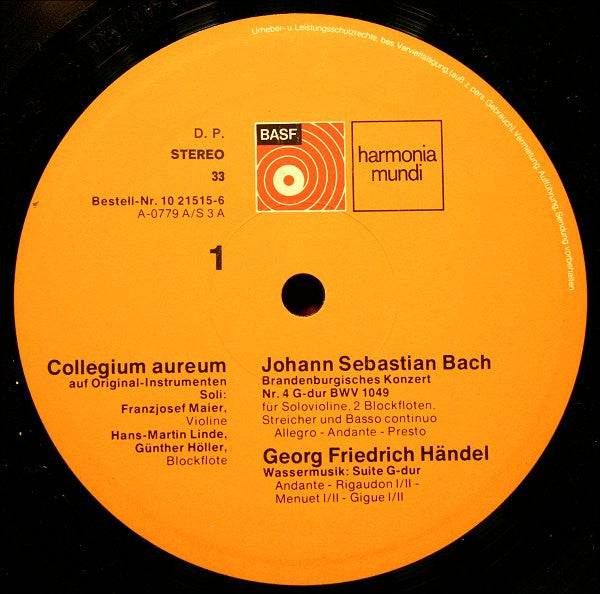 Urheber- u. Leistungsschutzrechte, bes. Vervielfältigung, (auß. z. pers. Gebrauch), Vermietung, Aufführung, Sendung vorbehalten.
D. P.
STEREO
33
Bestell-Nr. 10 21515-6
A-0779 A/S 3 A
BASF
harmonia
mundi
1
Collegium aureum
auf Original-Instrumenten
Soli:
Franzjosef Maier,
Violine
Hans-Martin Linde,
Günther Höller,
Blockflöte
Johann Sebastian Bach
Brandenburgisches Konzert
Nr. 4 G-dur BWV 1049
für Solovioline, 2 Blockflöten,
Streicher und Basso continuo
Allegro - Andante - Presto
Georg Friedrich Händel
Wassermusik: Suite G-dur
Andante - Rigaudon I/II -
Menuet I/II - Gigue I/II